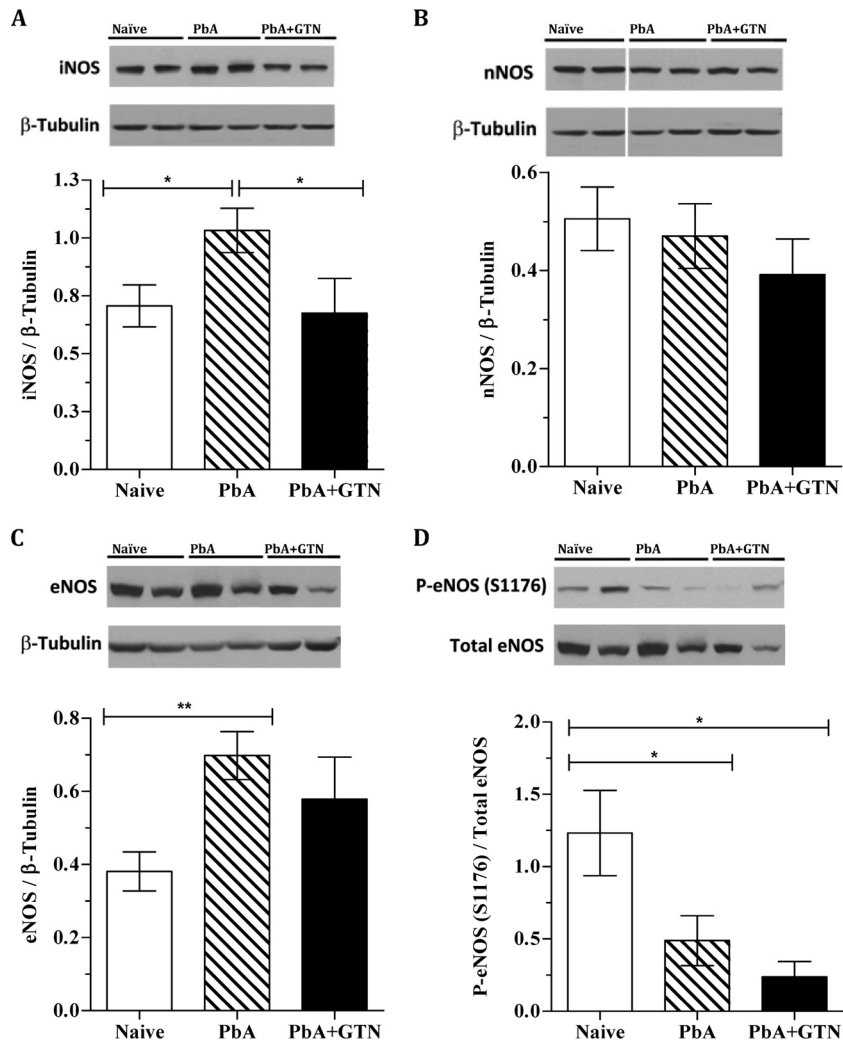 A
Naïve PbA PbA+GTN
iNOS
β-Tubulin
* *
iNOS / β-Tubulin
1.3
1.0
0.8
0.5
0.3
0.0
Naive PbA PbA+GTN
B
Naïve PbA PbA+GTN
nNOS
β-Tubulin
nNOS / β-Tubulin
0.6
0.4
0.2
0.0
Naive PbA PbA+GTN
C
Naïve PbA PbA+GTN
eNOS
β-Tubulin
**
eNOS / β-Tubulin
0.8
0.6
0.4
0.2
0.0
Naive PbA PbA+GTN
D
Naïve PbA PbA+GTN
P-eNOS (S1176)
Total eNOS
*
*
P-eNOS (S1176) / Total eNOS
2.0
1.5
1.0
0.5
0.0
Naive PbA PbA+GTN